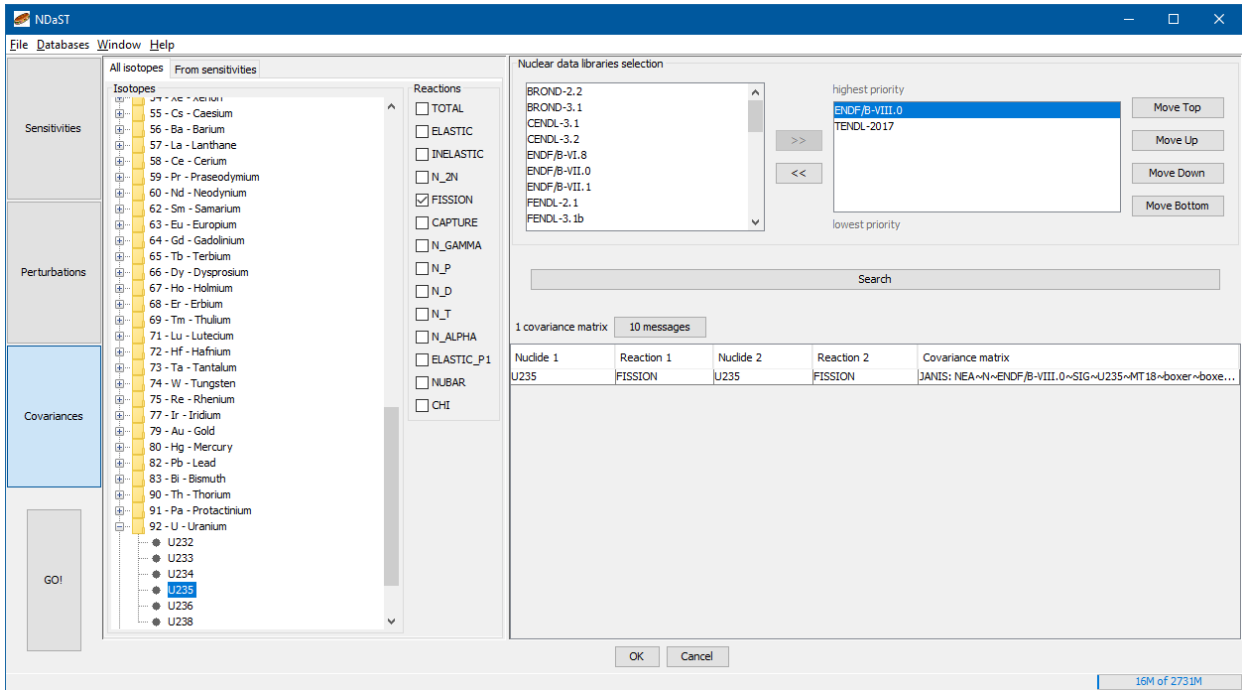 NDaST
File Databases Window Help
Sensitivities
Perturbations
Covariances
GO!
All isotopes From sensitivities
Isotopes
54 - Xe - Xenon
55 - Cs - Caesium
56 - Ba - Barium
57 - La - Lanthane
58 - Ce - Cerium
59 - Pr - Praseodymium
60 - Nd - Neodynium
62 - Sm - Samarium
63 - Eu - Europium
64 - Gd - Gadolinium
65 - Tb - Terbium
66 - Dy - Dysprosium
67 - Ho - Holmium
68 - Er - Erbium
69 - Tm - Thulium
71 - Lu - Lutecium
72 - Hf - Hafnium
73 - Ta - Tantalum
74 - W - Tungsten
75 - Re - Rhenium
77 - Ir - Iridium
79 - Au - Gold
80 - Hg - Mercury
82 - Pb - Lead
83 - Bi - Bismuth
90 - Th - Thorium
91 - Pa - Protactinium
92 - U - Uranium
U232
U233
U234
U235
U236
U238
Reactions
TOTAL
ELASTIC
INELASTIC
N_2N
FISSION
CAPTURE
N_GAMMA
N_P
N_D
N_T
N_ALPHA
ELASTIC_P1
NUBAR
CHI
Nuclear data libraries selection
BROND-2.2
BROND-3.1
CENDL-3.1
CENDL-3.2
ENDF/B-VI.8
ENDF/B-VII.0
ENDF/B-VII.1
FENDL-2.1
FENDL-3.1b
>>
<<
highest priority
ENDF/B-VIII.0
TENDL-2017
lowest priority
Move Top
Move Up
Move Down
Move Bottom
Search
1 covariance matrix 10 messages
Nuclide 1 Reaction 1 Nuclide 2 Reaction 2 Covariance matrix
U235 FISSION U235 FISSION JANIS: NEA~N~ENDF/B-VIII.0~SIG~U235~MT18~boxer~boxe...
OK Cancel
16M of 2731M